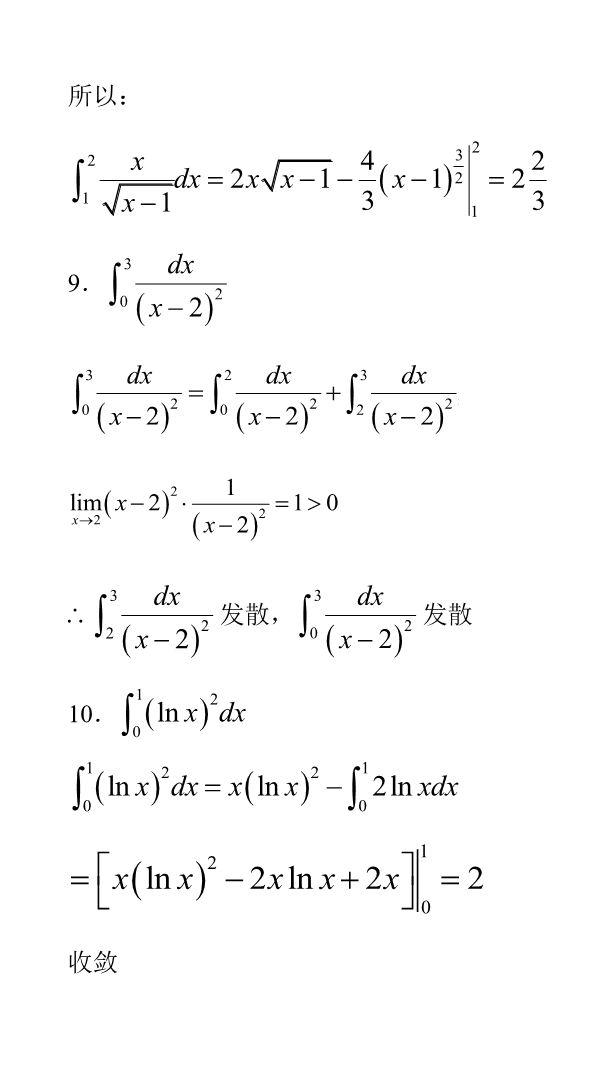 所以：
∫₁² x/√(x−1) dx = 2x√(x−1) − 4/3 (x−1)^(3/2) |₁² = 2 2/3
9． ∫₀³ dx/(x−2)²
∫₀³ dx/(x−2)² = ∫₀² dx/(x−2)² + ∫₂³ dx/(x−2)²
lim_(x→2) (x−2)² · 1/(x−2)² = 1 > 0
∴ ∫₂³ dx/(x−2)² 发散， ∫₀³ dx/(x−2)² 发散
10． ∫₀¹ (ln x)² dx
∫₀¹ (ln x)² dx = x(ln x)² − ∫₀¹ 2 ln xdx
= [x(ln x)² − 2x ln x + 2x] |₀¹ = 2
收敛